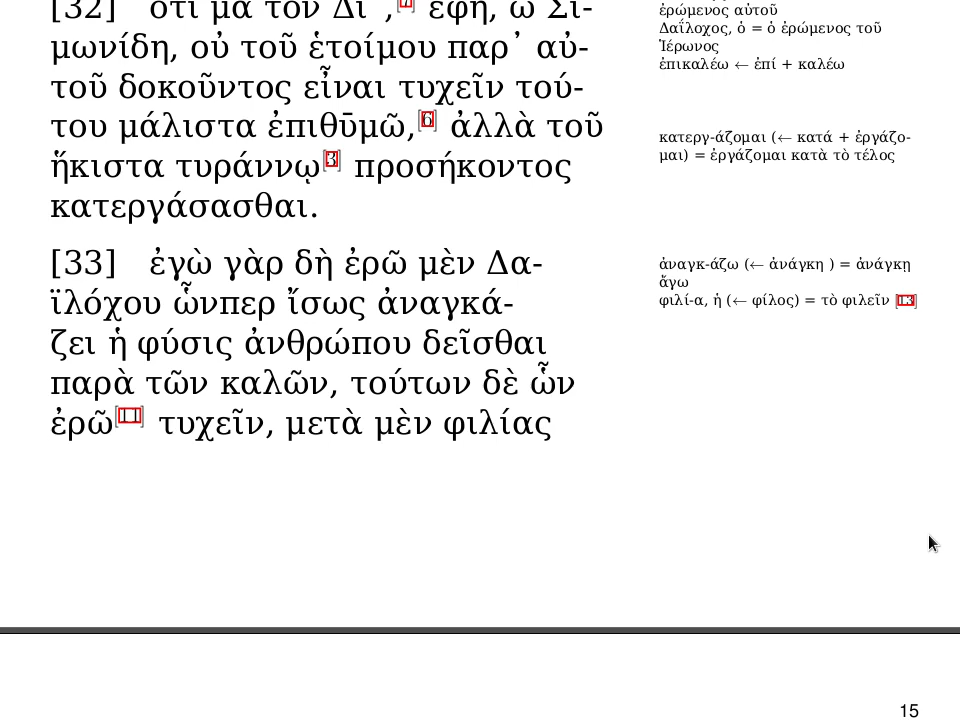 [32] ὅτι μὰ τὸν Δί᾽,[7] ἔφη, ὦ Σι-
μωνίδη, οὐ τοῦ ἑτοίμου παρ᾽ αὐ-
τοῦ δοκοῦντος εἶναι τυχεῖν τού-
του μάλιστα ἐπιθῡμῶ,[6] ἀλλὰ τοῦ
ἥκιστα τυράννῳ[3] προσήκοντος
κατεργάσασθαι.
[33] ἐγὼ γὰρ δὴ ἐρῶ μὲν Δα-
ϊλόχου ὧνπερ ἴσως ἀναγκά-
ζει ἡ φύσις ἀνθρώπου δεῖσθαι
παρὰ τῶν καλῶν, τούτων δὲ ὧν
ἐρῶ[11] τυχεῖν, μετὰ μὲν φιλίας
ἐρώμενος αὐτοῦ
Δαΐλοχος, ὁ = ὁ ἐρώμενος τοῦ
Ἱέρωνος
ἐπικαλέω ← ἐπί + καλέω
κατεργ-άζομαι (← κατά + ἐργάζο-
μαι) = ἐργάζομαι κατὰ τὸ τέλος
ἀναγκ-άζω (← ἀνάγκη ) = ἀνάγκῃ
ἄγω
φιλί-α, ἡ (← φίλος) = τὸ φιλεῖν [13]
15